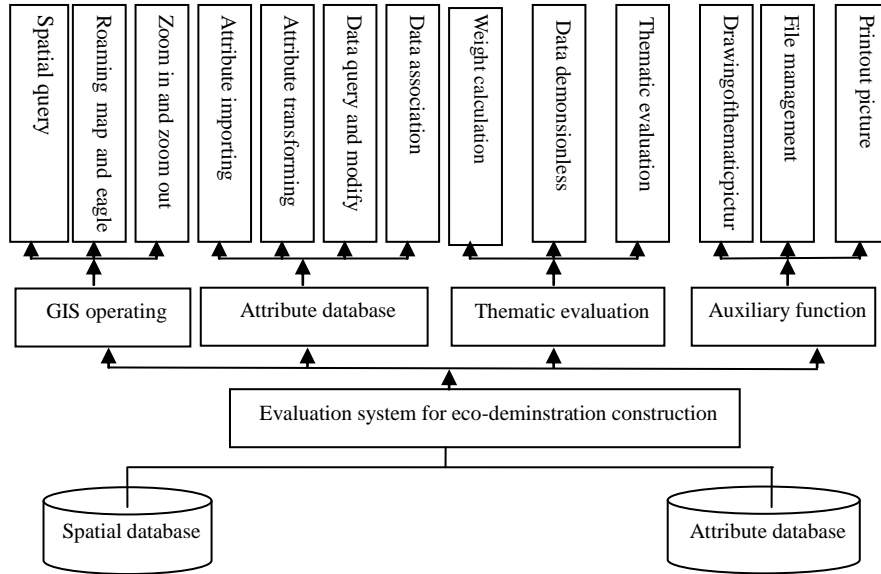 Spatial query
Roaming map and eagle
Zoom in and zoom out
Attribute importing
Attribute transforming
Data query and modify
Data association
Weight calculation
Data demonsionless
Thematic evaluation
Drawingofthematicpictur
File management
Printout picture
GIS operating
Attribute database
Thematic evaluation
Auxiliary function
Evaluation system for eco-deminstration construction
Spatial database
Attribute database